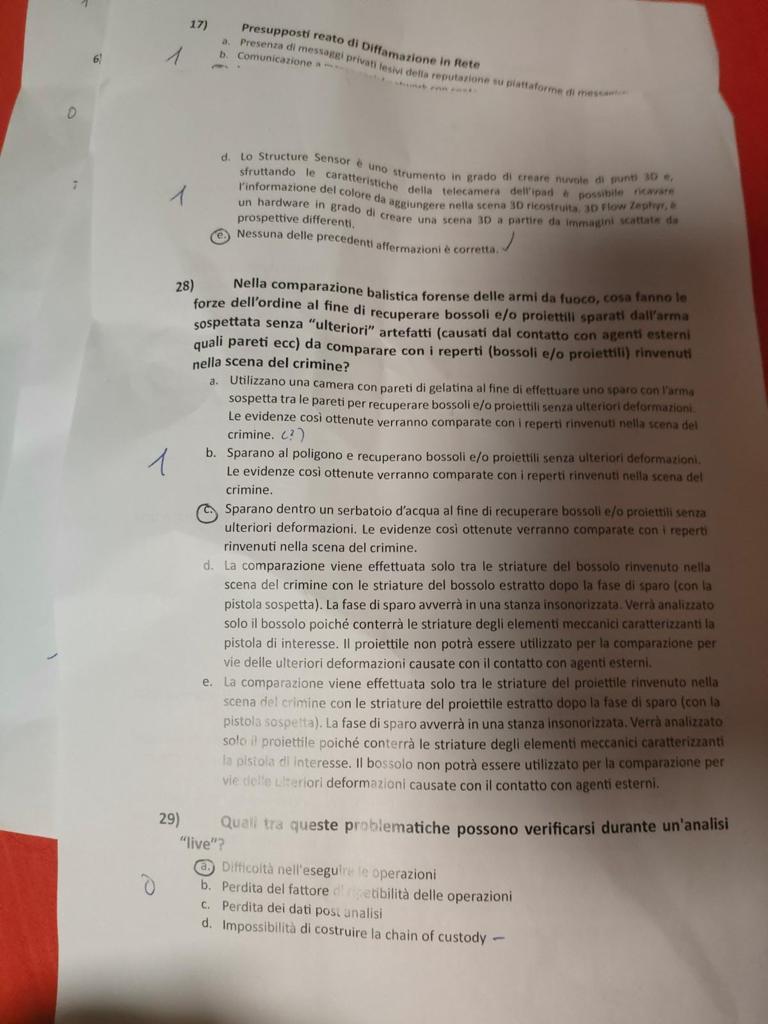 17) Presupposti reato di Diffamazione in Rete
a. Presenza di messaggi privati lesivi della reputazione su piattaforme di
b. Comunicazione a
1
6)
0
d. Lo Structure Sensor è uno strumento in grado di creare nuvole di punti 3D e,
sfruttando le caratteristiche della telecamera dell'ipad è possibile ricavare
l'informazione del colore da aggiungere nella scena 3D ricostruita. 3D Flow Zephyr, è
un hardware in grado di creare una scena 3D a partire da immagini scattate da
prospettive differenti.
1
e. Nessuna delle precedenti affermazioni è corretta.
28) Nella comparazione balistica forense delle armi da fuoco, cosa fanno le
forze dell'ordine al fine di recuperare bossoli e/o proiettili sparati dall'arma
sospettata senza "ulteriori" artefatti (causati dal contatto con agenti esterni
quali pareti ecc) da comparare con i reperti (bossoli e/o proiettili) rinvenuti
nella scena del crimine?
a. Utilizzano una camera con pareti di gelatina al fine di effettuare uno sparo con l'arma
sospetta tra le pareti per recuperare bossoli e/o proiettili senza ulteriori deformazioni.
Le evidenze così ottenute verranno comparate con i reperti rinvenuti nella scena del
crimine. (?)
1
b. Sparano al poligono e recuperano bossoli e/o proiettili senza ulteriori deformazioni.
Le evidenze così ottenute verranno comparate con i reperti rinvenuti nella scena del
crimine.
c. Sparano dentro un serbatoio d'acqua al fine di recuperare bossoli e/o proiettili senza
ulteriori deformazioni. Le evidenze così ottenute verranno comparate con i reperti
rinvenuti nella scena del crimine.
d. La comparazione viene effettuata solo tra le striature del bossolo rinvenuto nella
scena del crimine con le striature del bossolo estratto dopo la fase di sparo (con la
pistola sospetta). La fase di sparo avverrà in una stanza insonorizzata. Verrà analizzato
solo il bossolo poiché conterrà le striature degli elementi meccanici caratterizzanti la
pistola di interesse. Il proiettile non potrà essere utilizzato per la comparazione per
vie delle ulteriori deformazioni causate con il contatto con agenti esterni.
e. La comparazione viene effettuata solo tra le striature del proiettile rinvenuto nella
scena del crimine con le striature del proiettile estratto dopo la fase di sparo (con la
pistola sospetta). La fase di sparo avverrà in una stanza insonorizzata. Verrà analizzato
solo il proiettile poiché conterrà le striature degli elementi meccanici caratterizzanti
la pistola di interesse. Il bossolo non potrà essere utilizzato per la comparazione per
vie delle ulteriori deformazioni causate con il contatto con agenti esterni.
29) Quali tra queste problematiche possono verificarsi durante un'analisi
"live"?
0
a. Difficoltà nell'eseguire le operazioni
b. Perdita del fattore di ripetibilità delle operazioni
c. Perdita dei dati post analisi
d. Impossibilità di costruire la chain of custody –